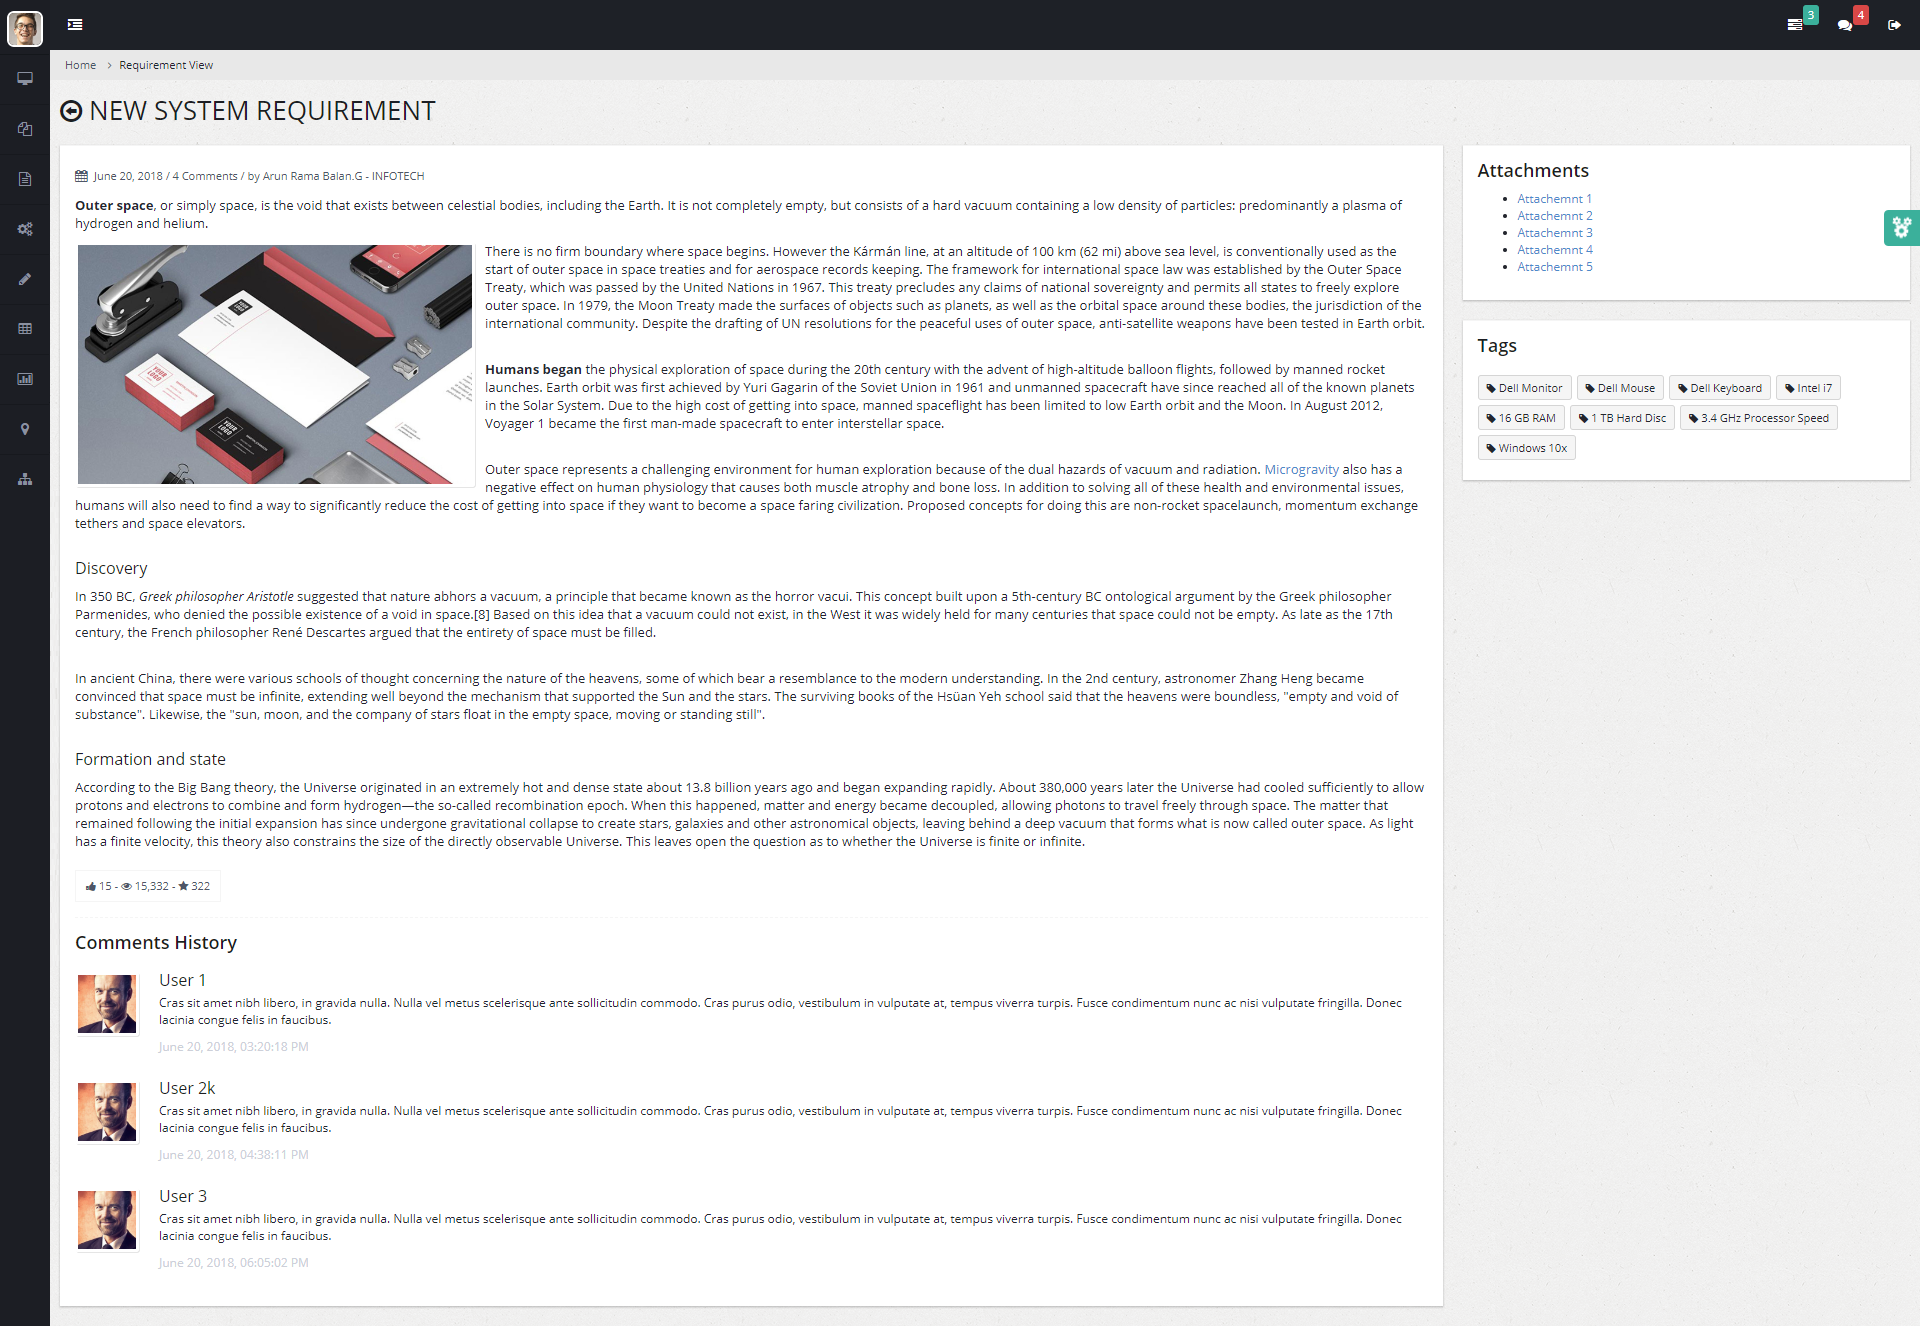 3
4
Home > Requirement View
NEW SYSTEM REQUIREMENT
June 20, 2018 / 4 Comments / by Arun Rama Balan.G - INFOTECH
Outer space, or simply space, is the void that exists between celestial bodies, including the Earth. It is not completely empty, but consists of a hard vacuum containing a low density of particles: predominantly a plasma of
hydrogen and helium.
YOUR LOGO
YOUR LOGO
There is no firm boundary where space begins. However the Kármán line, at an altitude of 100 km (62 mi) above sea level, is conventionally used as the
start of outer space in space treaties and for aerospace records keeping. The framework for international space law was established by the Outer Space
Treaty, which was passed by the United Nations in 1967. This treaty precludes any claims of national sovereignty and permits all states to freely explore
outer space. In 1979, the Moon Treaty made the surfaces of objects such as planets, as well as the orbital space around these bodies, the jurisdiction of the
international community. Despite the drafting of UN resolutions for the peaceful uses of outer space, anti-satellite weapons have been tested in Earth orbit.
Humans began the physical exploration of space during the 20th century with the advent of high-altitude balloon flights, followed by manned rocket
launches. Earth orbit was first achieved by Yuri Gagarin of the Soviet Union in 1961 and unmanned spacecraft have since reached all of the known planets
in the Solar System. Due to the high cost of getting into space, manned spaceflight has been limited to low Earth orbit and the Moon. In August 2012,
Voyager 1 became the first man-made spacecraft to enter interstellar space.
Outer space represents a challenging environment for human exploration because of the dual hazards of vacuum and radiation. Microgravity also has a
negative effect on human physiology that causes both muscle atrophy and bone loss. In addition to solving all of these health and environmental issues,
humans will also need to find a way to significantly reduce the cost of getting into space if they want to become a space faring civilization. Proposed concepts for doing this are non-rocket spacelaunch, momentum exchange
tethers and space elevators.
Discovery
In 350 BC, Greek philosopher Aristotle suggested that nature abhors a vacuum, a principle that became known as the horror vacui. This concept built upon a 5th-century BC ontological argument by the Greek philosopher
Parmenides, who denied the possible existence of a void in space.[8] Based on this idea that a vacuum could not exist, in the West it was widely held for many centuries that space could not be empty. As late as the 17th
century, the French philosopher René Descartes argued that the entirety of space must be filled.
In ancient China, there were various schools of thought concerning the nature of the heavens, some of which bear a resemblance to the modern understanding. In the 2nd century, astronomer Zhang Heng became
convinced that space must be infinite, extending well beyond the mechanism that supported the Sun and the stars. The surviving books of the Hsüan Yeh school said that the heavens were boundless, "empty and void of
substance". Likewise, the "sun, moon, and the company of stars float in the empty space, moving or standing still".
Formation and state
According to the Big Bang theory, the Universe originated in an extremely hot and dense state about 13.8 billion years ago and began expanding rapidly. About 380,000 years later the Universe had cooled sufficiently to allow
protons and electrons to combine and form hydrogen—the so-called recombination epoch. When this happened, matter and energy became decoupled, allowing photons to travel freely through space. The matter that
remained following the initial expansion has since undergone gravitational collapse to create stars, galaxies and other astronomical objects, leaving behind a deep vacuum that forms what is now called outer space. As light
has a finite velocity, this theory also constrains the size of the directly observable Universe. This leaves open the question as to whether the Universe is finite or infinite.
15 - 15,332 - 322
Comments History
User 1
Cras sit amet nibh libero, in gravida nulla. Nulla vel metus scelerisque ante sollicitudin commodo. Cras purus odio, vestibulum in vulputate at, tempus viverra turpis. Fusce condimentum nunc ac nisi vulputate fringilla. Donec
lacinia congue felis in faucibus.
June 20, 2018, 03:20:18 PM
User 2k
Cras sit amet nibh libero, in gravida nulla. Nulla vel metus scelerisque ante sollicitudin commodo. Cras purus odio, vestibulum in vulputate at, tempus viverra turpis. Fusce condimentum nunc ac nisi vulputate fringilla. Donec
lacinia congue felis in faucibus.
June 20, 2018, 04:38:11 PM
User 3
Cras sit amet nibh libero, in gravida nulla. Nulla vel metus scelerisque ante sollicitudin commodo. Cras purus odio, vestibulum in vulputate at, tempus viverra turpis. Fusce condimentum nunc ac nisi vulputate fringilla. Donec
lacinia congue felis in faucibus.
June 20, 2018, 06:05:02 PM
Attachments
Attachemnt 1
Attachemnt 2
Attachemnt 3
Attachemnt 4
Attachemnt 5
Tags
Dell Monitor Dell Mouse Dell Keyboard Intel i7
16 GB RAM 1 TB Hard Disc 3.4 GHz Processor Speed
Windows 10x